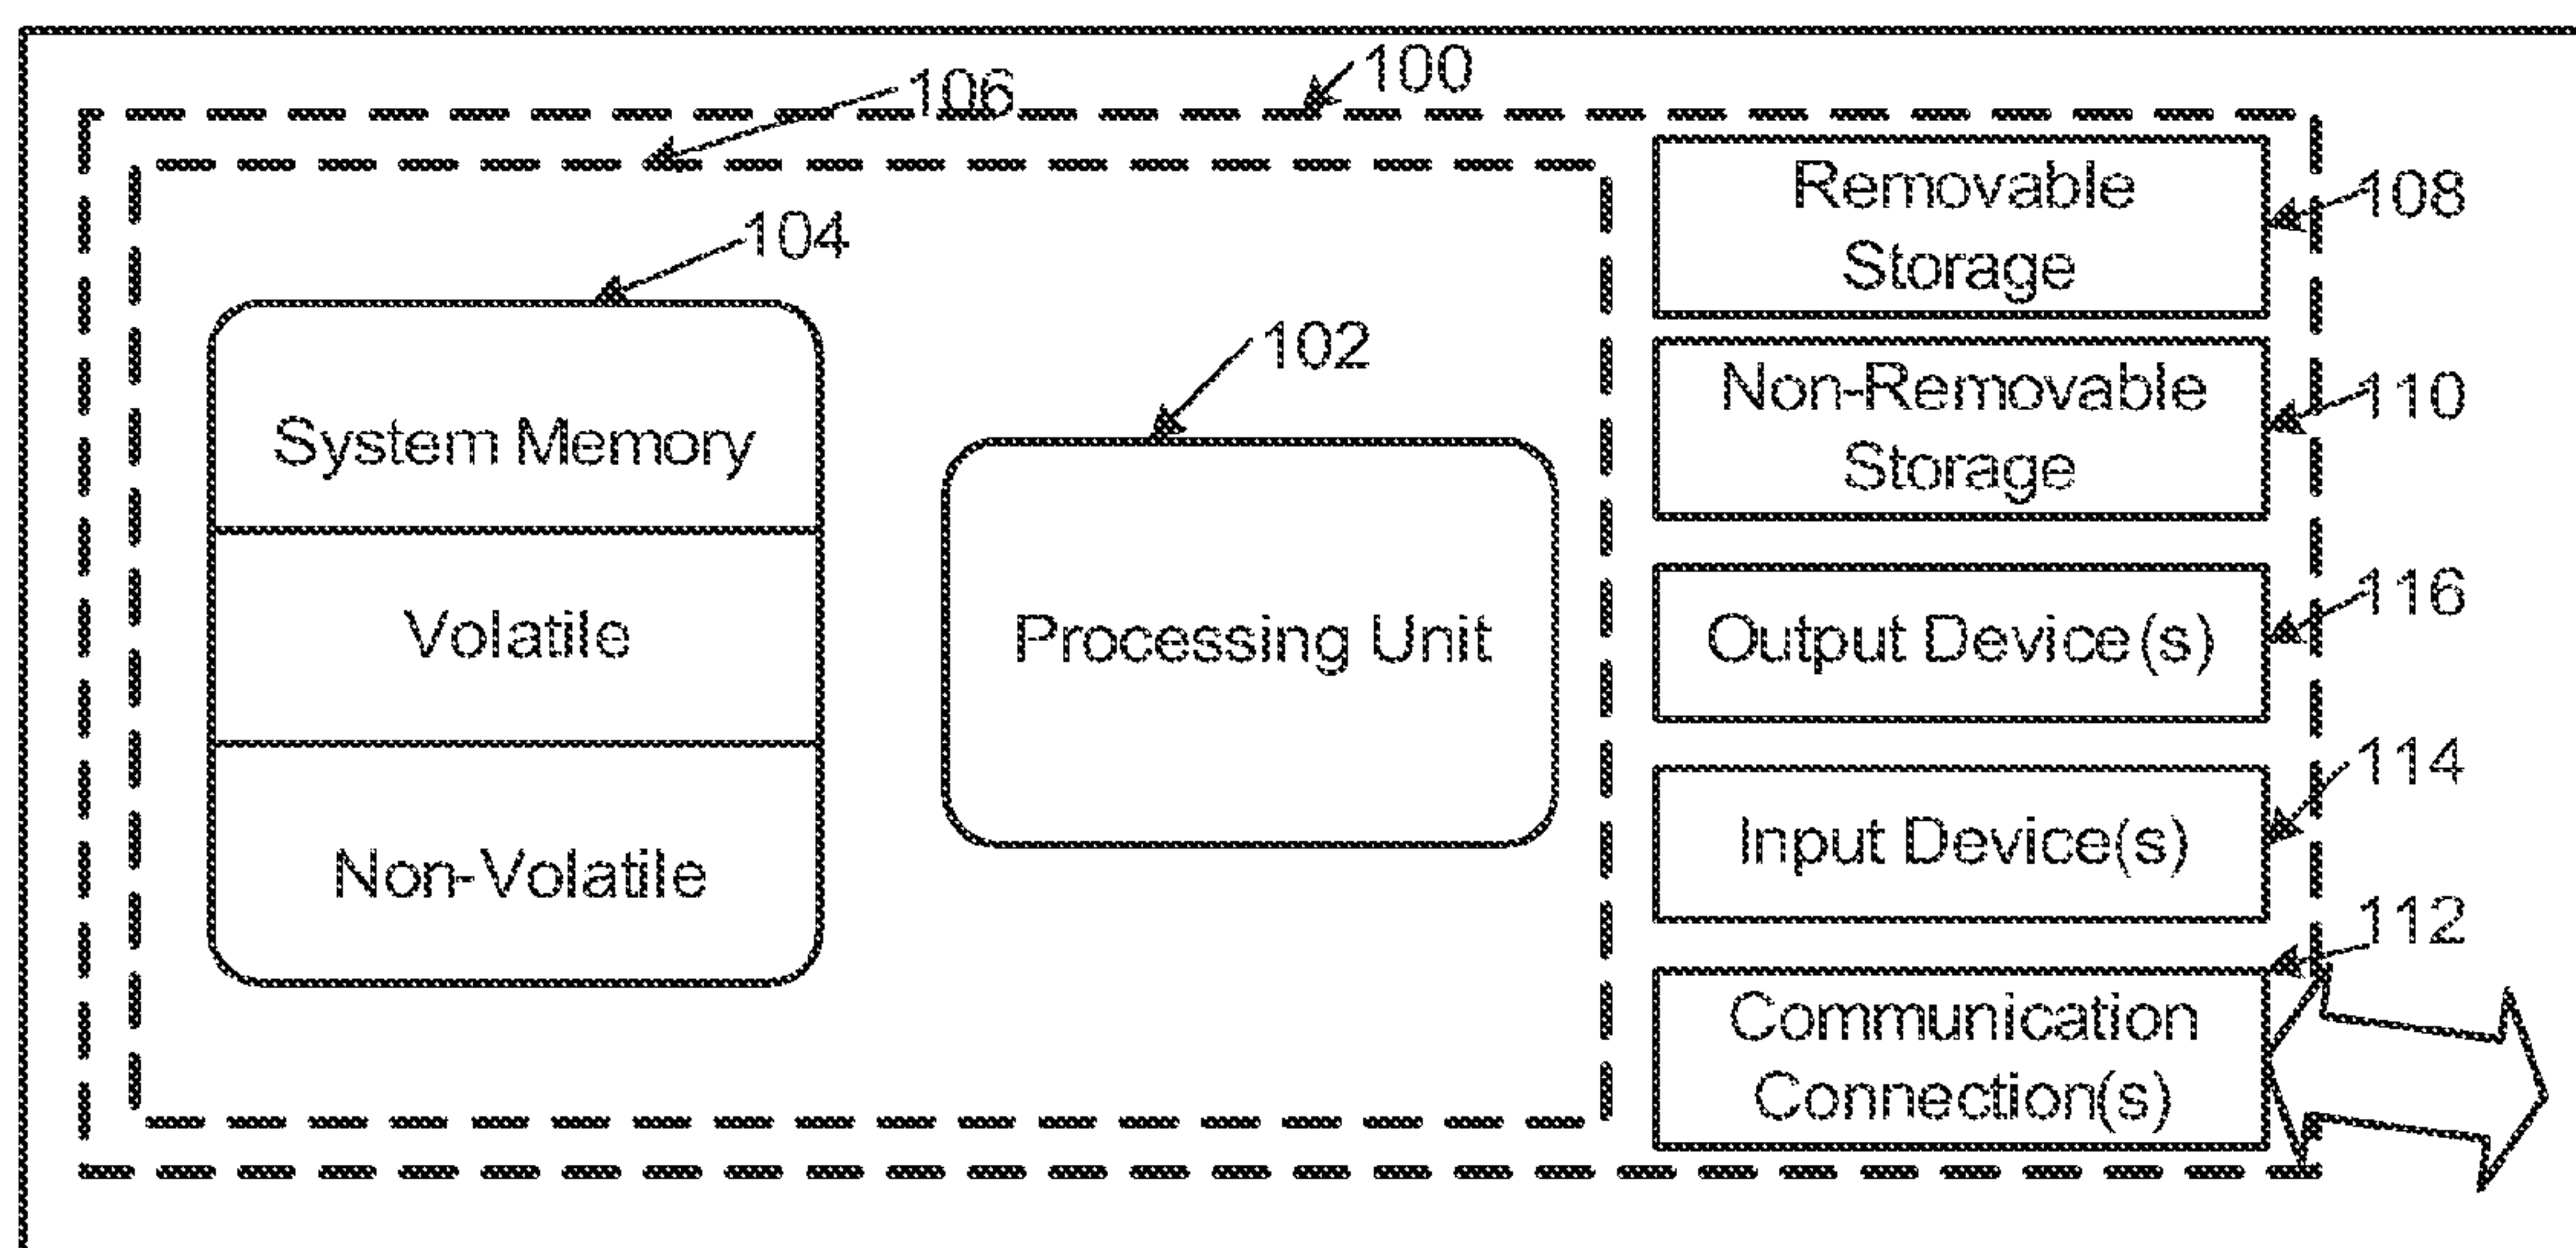 100
106
104
102
System Memory
Volatile
Non-Volatile
Processing Unit
Removable
Storage
108
Non-Removable
Storage
110
Output Device(s)
116
Input Device(s)
114
Communication
Connection(s)
112